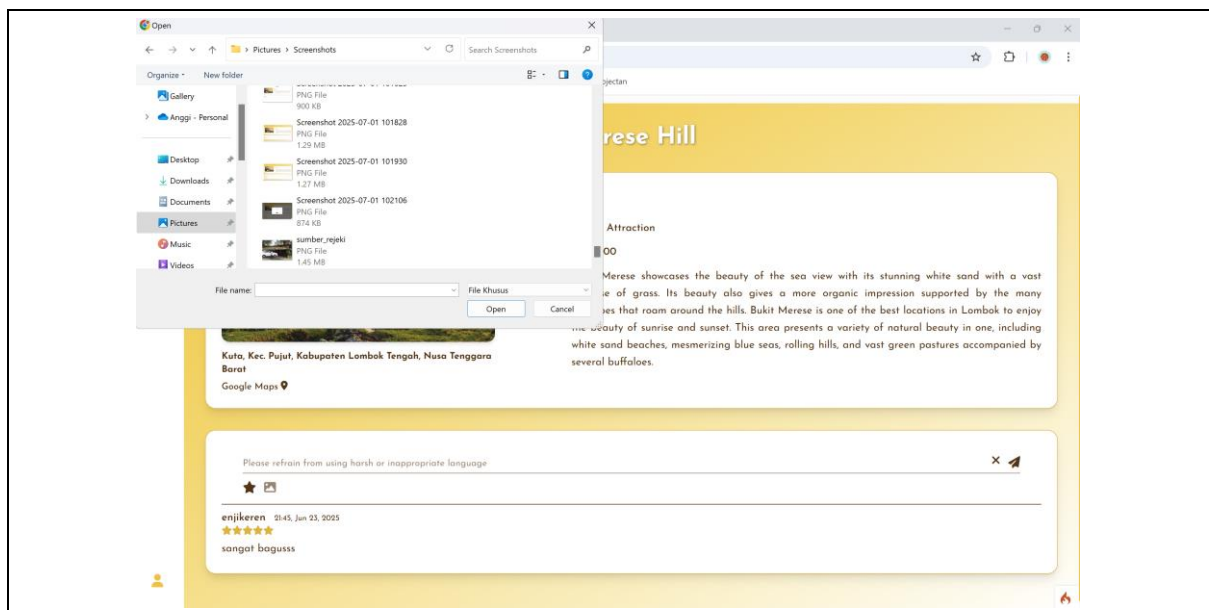 Open
Pictures > Screenshots
Search Screenshots
Organize
New folder
Gallery
Anggi - Personal
Desktop
Downloads
Documents
Pictures
Music
Videos
PNG File
900 KB
Screenshot 2025-07-01 101828
PNG File
1.29 MB
Screenshot 2025-07-01 101930
PNG File
1.27 MB
Screenshot 2025-07-01 102106
PNG File
874 KB
sumber_rejeki
PNG File
1.45 MB
File name:
File Khusus
Open
Cancel
ojectan
rese Hill
Attraction
00
Merese showcases the beauty of the sea view with its stunning white sand with a vast
e of grass. Its beauty also gives a more organic impression supported by the many
oes that roam around the hills. Bukit Merese is one of the best locations in Lombok to enjoy
the beauty of sunrise and sunset. This area presents a variety of natural beauty in one, including
white sand beaches, mesmerizing blue seas, rolling hills, and vast green pastures accompanied by
several buffaloes.
Kuta, Kec. Pujut, Kabupaten Lombok Tengah, Nusa Tenggara
Barat
Google Maps
Please refrain from using harsh or inappropriate language
enjikeren 21:45, Jun 23, 2025
sangat bagusss